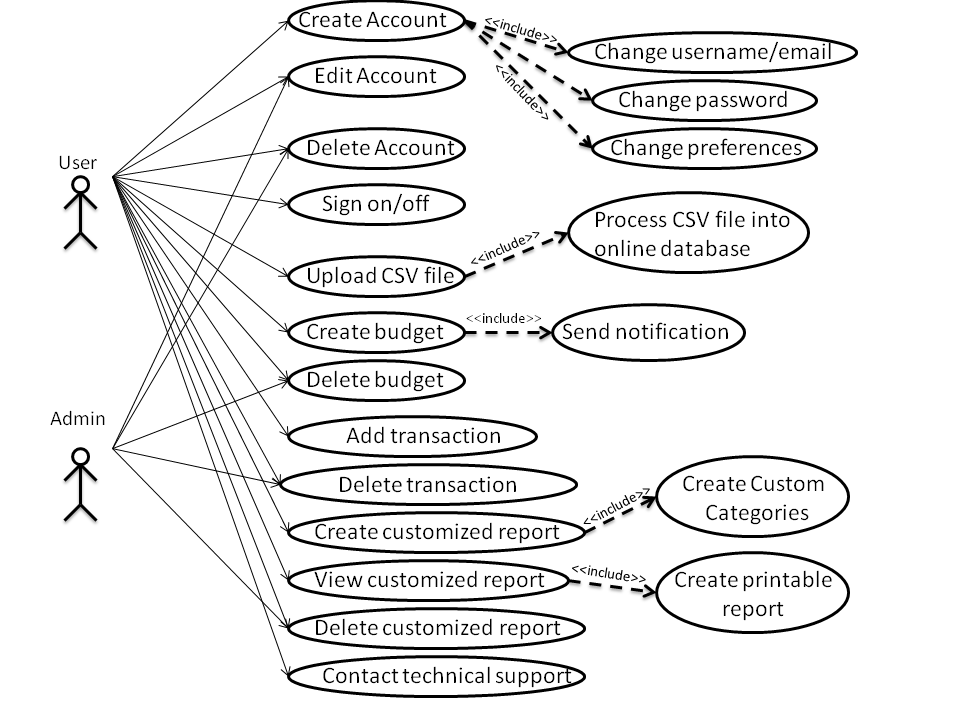 Create Account
<<include>>
Change username/email
Edit Account
<<include>>
Change password
Delete Account
Change preferences
User
Sign on/off
Process CSV file into
online database
<<include>>
Upload CSV file
Create budget
<<include>>
Send notification
Delete budget
Admin
Add transaction
Delete transaction
Create Custom
Categories
<<include>>
Create customized report
View customized report
<<include>>
Create printable
report
Delete customized report
Contact technical support